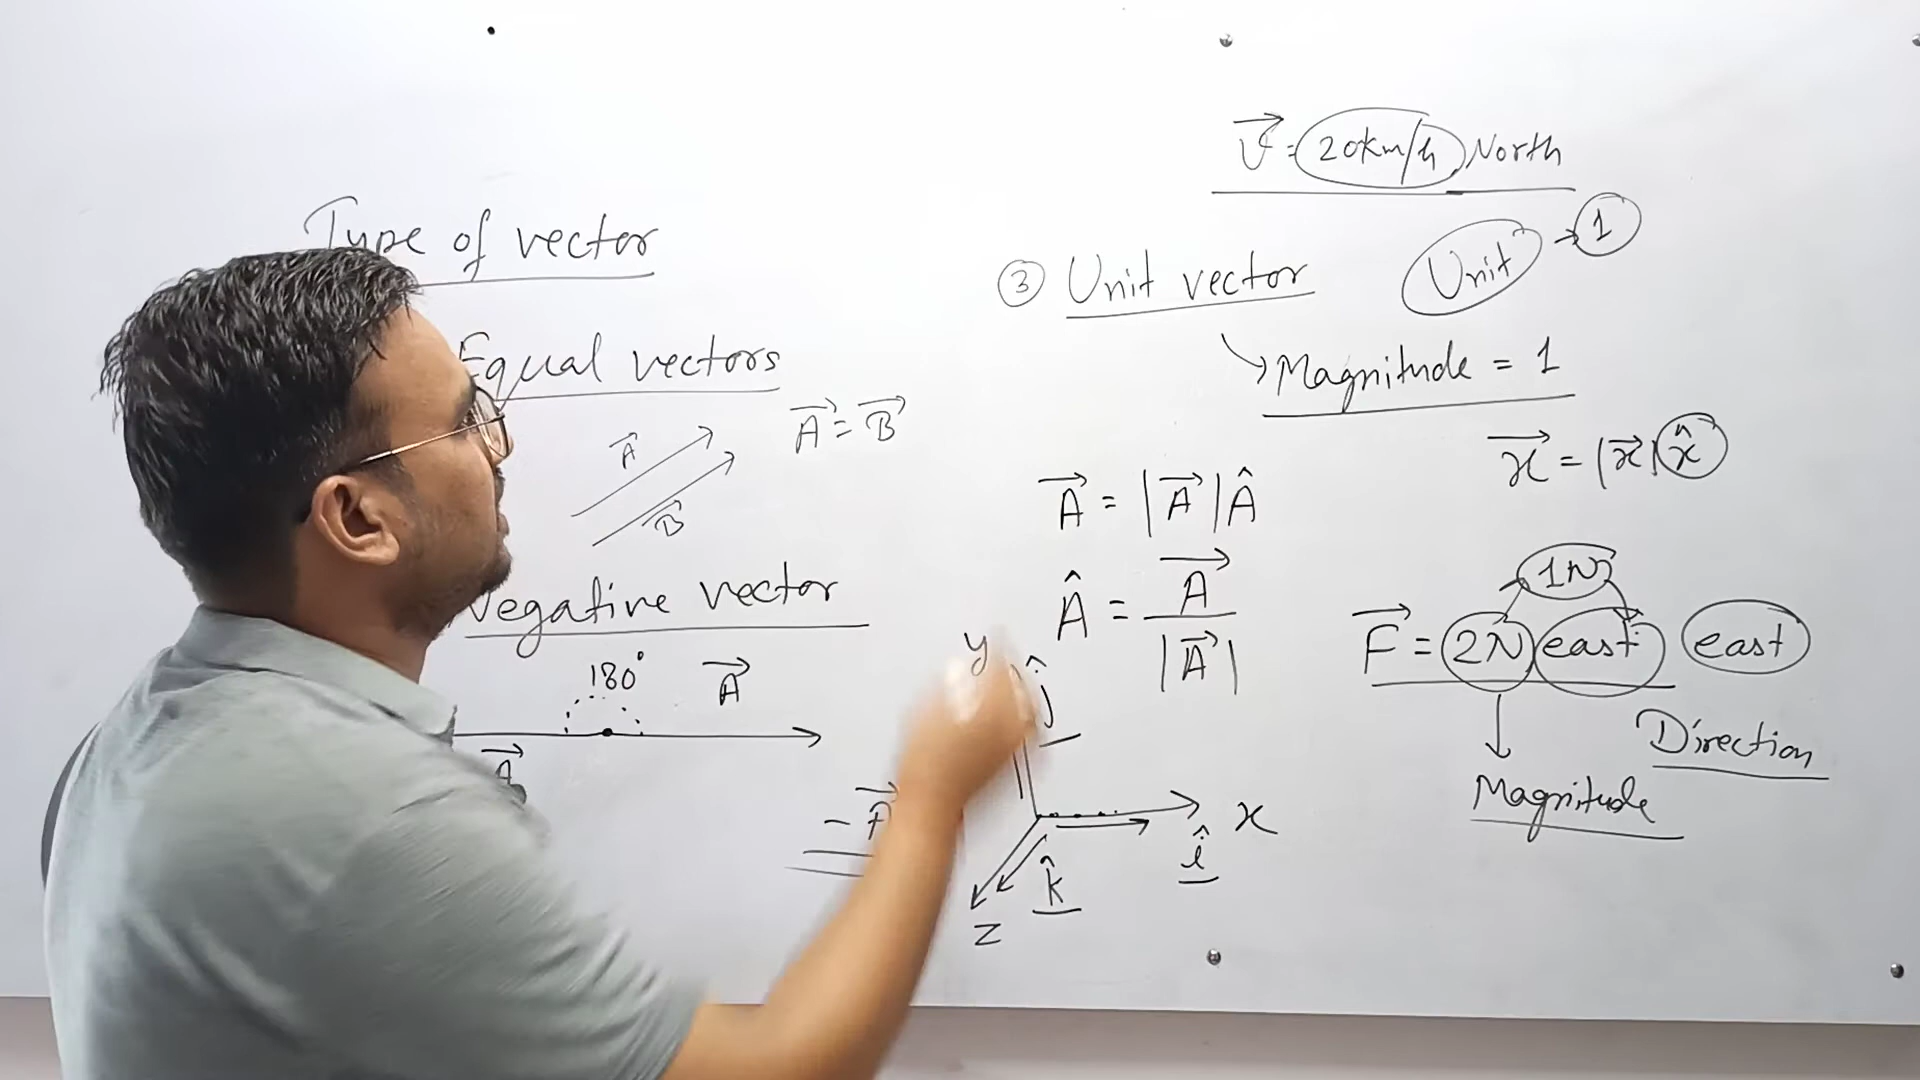 Type of vector
Equal vectors
A⃗
B⃗
A⃗ = B⃗
Negative vector
180°
A⃗
A⃗
v⃗ = 20km/h North
③ Unit vector
Unit → 1
Magnitude = 1
x⃗ = |x⃗| x̂
A⃗ = |A⃗| Â
Â = A⃗ / |A⃗|
1N
F⃗ = 2N east east
Direction
Magnitude
y
ĵ
x
î
k̂
z